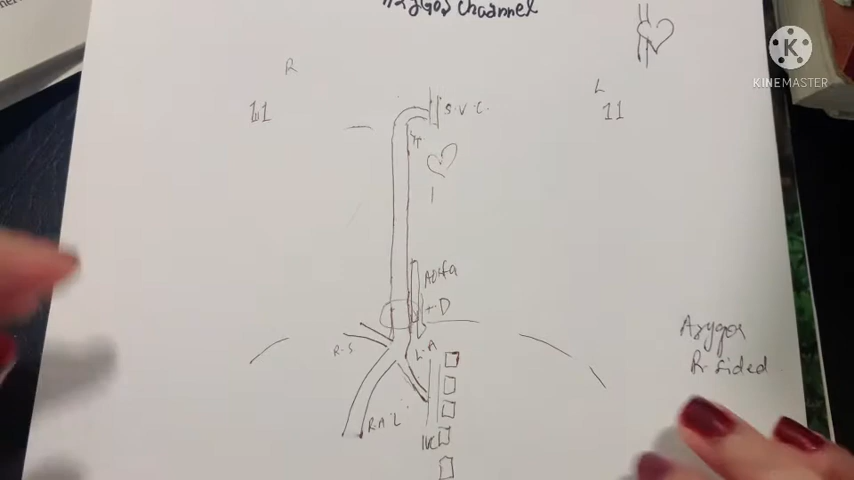 Azygos Channel
KINEMASTER
R
L
11
11
S.V.C.
Aorta
+D
R.S
L.A
R.A.L
IVC
Azygos
R-sided